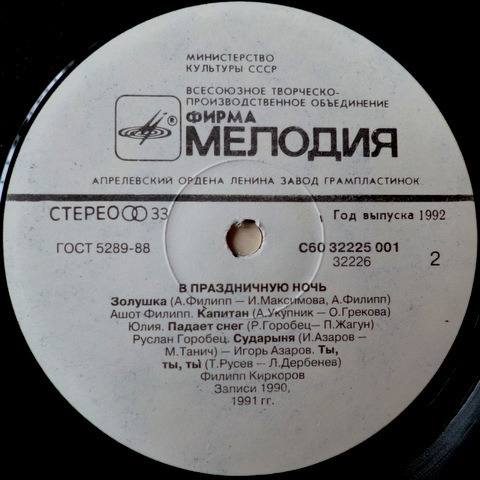 МИНИСТЕРСТВО
КУЛЬТУРЫ СССР
ВСЕСОЮЗНОЕ ТВОРЧЕСКО-
ПРОИЗВОДСТВЕННОЕ ОБЪЕДИНЕНИЕ
ФИРМА
®
МЕЛОДИЯ
АПРЕЛЕВСКИЙ ОРДЕНА ЛЕНИНА ЗАВОД ГРАМПЛАСТИНОК
СТЕРЕО 33 Год выпуска 1992
ГОСТ 5289-88 С60 32225 001
32226 2
В ПРАЗДНИЧНУЮ НОЧЬ
Золушка (А.Филипп — И.Максимова, А.Филипп)
Ашот Филипп. Капитан (А.Укупник — О.Грекова)
Юлия. Падает снег (Р.Горобец — П.Жагун)
Руслан Горобец. Сударыня (И.Азаров —
М.Танич) — Игорь Азаров. Ты,
ты, ты (Т.Русев — Л.Дербенев)
Филипп Киркоров
Записи 1990,
1991 гг.